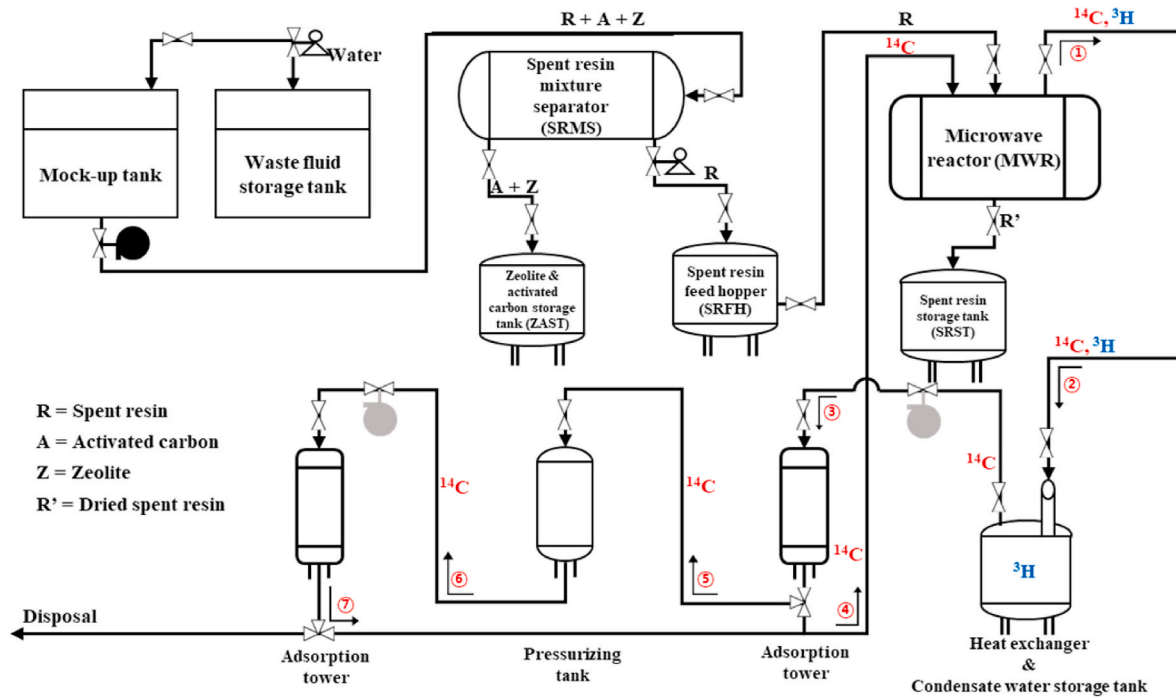 R + A + Z
R
¹⁴C, ³H
¹⁴C
①
Water
Spent resin
mixture
separator
(SRMS)
Mock-up tank
Waste fluid
storage tank
Microwave
reactor (MWR)
A + Z
R
R’
Zeolite &
activated
carbon storage
tank (ZAST)
Spent resin
feed hopper
(SRFH)
Spent resin
storage tank
(SRST)
¹⁴C, ³H
②
③
R = Spent resin
A = Activated carbon
Z = Zeolite
R’ = Dried spent resin
¹⁴C
¹⁴C
¹⁴C
¹⁴C
³H
⑥
⑤
④
⑦
Disposal
Adsorption
tower
Pressurizing
tank
Adsorption
tower
Heat exchanger
&
Condensate water storage tank